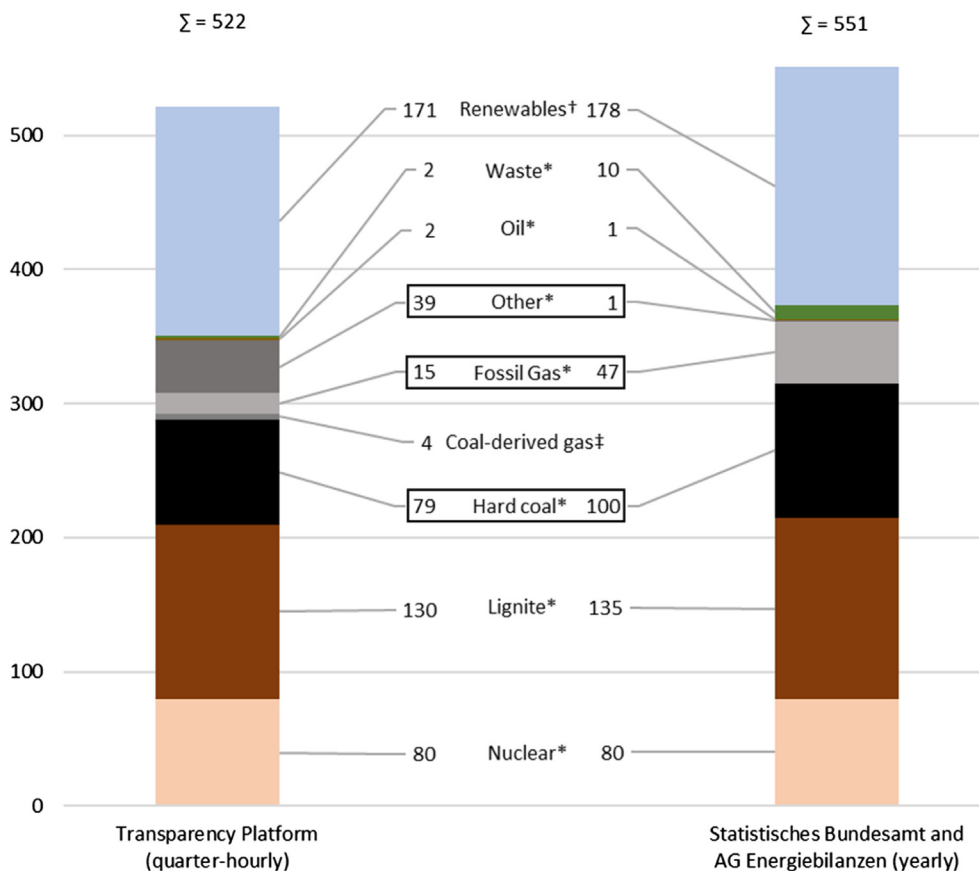 ∑ = 522
∑ = 551
500
400
300
200
100
0
171 Renewables† 178
2 Waste* 10
2 Oil* 1
39 Other* 1
15 Fossil Gas* 47
4 Coal-derived gas‡
79 Hard coal* 100
130 Lignite* 135
80 Nuclear* 80
Transparency Platform
(quarter-hourly)
Statistisches Bundesamt and
AG Energiebilanzen (yearly)